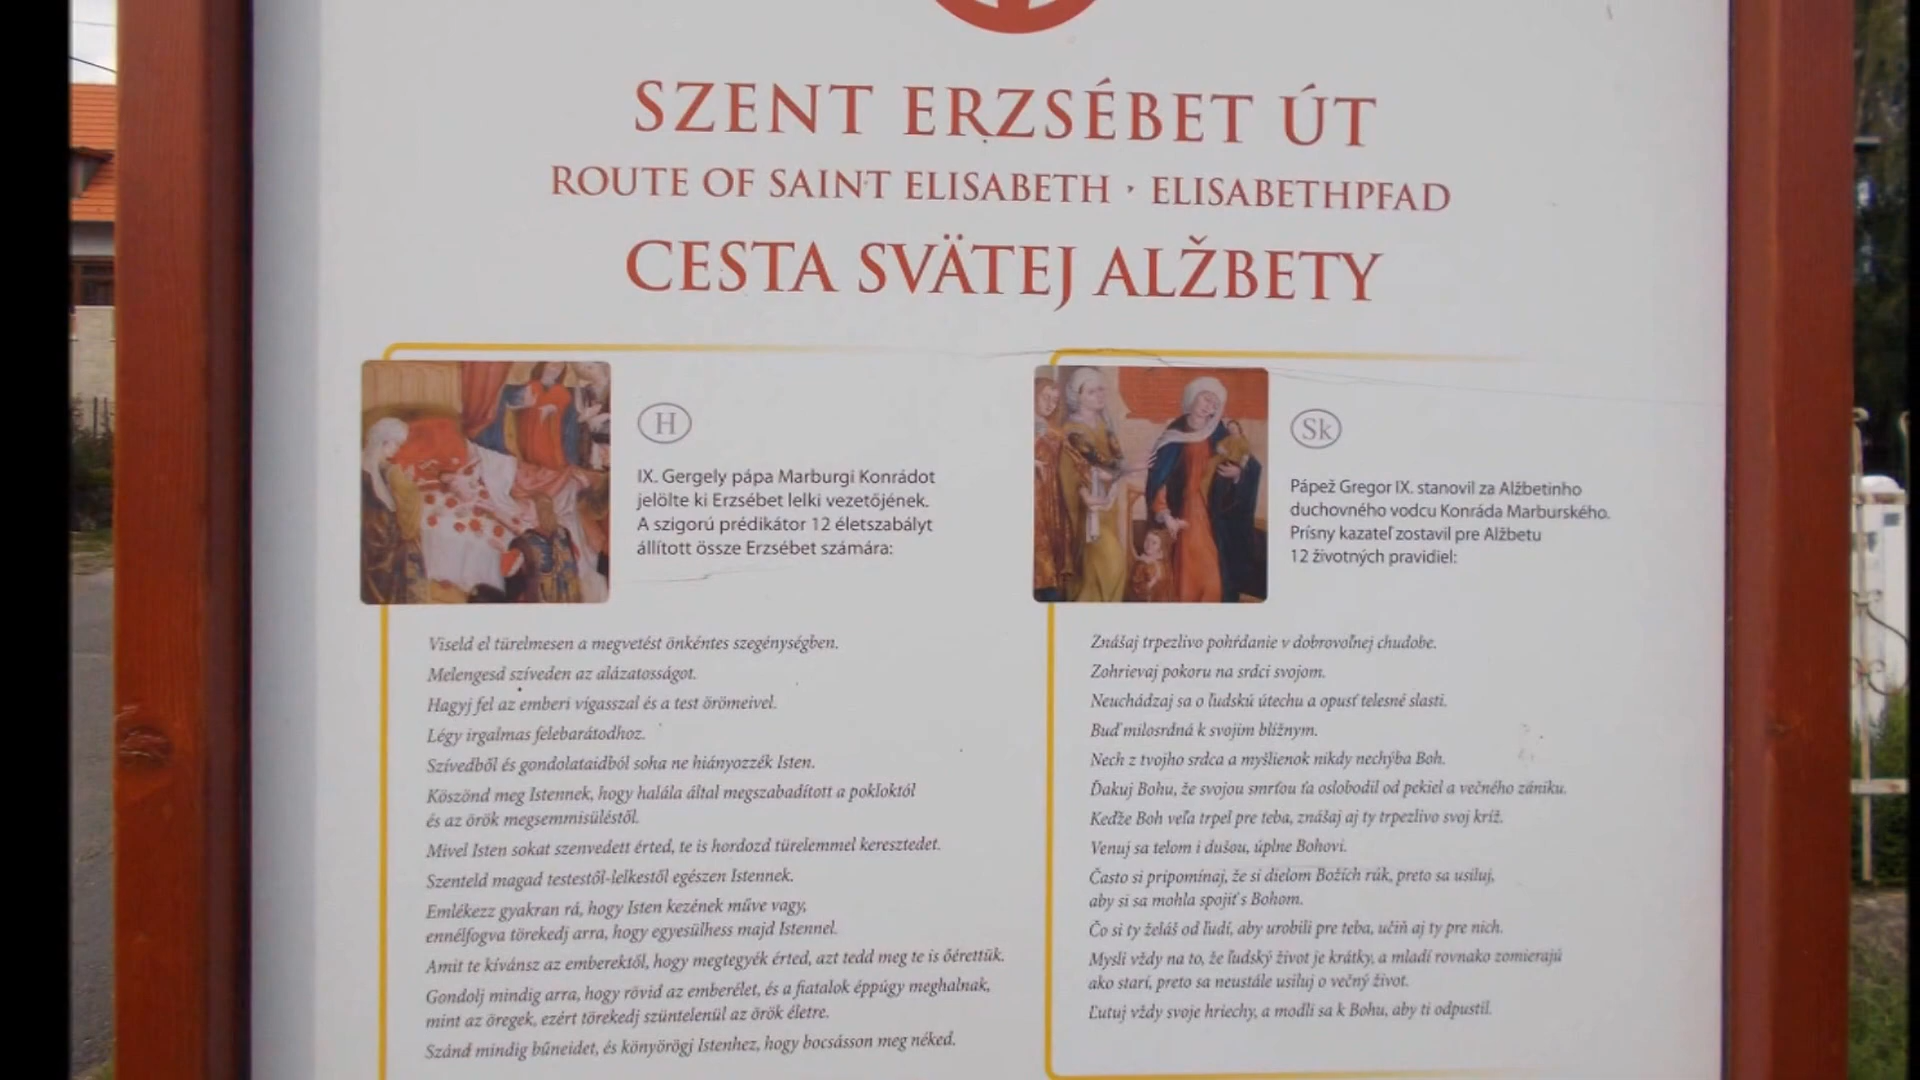 SZENT ERZSÉBET ÚT
ROUTE OF SAINT ELISABETH · ELISABETHPFAD
CESTA SVÄTEJ ALŽBETY
H
IX. Gergely pápa Marburgi Konrádot
jelölte ki Erzsébet lelki vezetőjének.
A szigorú prédikátor 12 életszabályt
állított össze Erzsébet számára:
Viseld el türelmesen a megvetést önkéntes szegénységben.
Melengesd szíveden az alázatosságot.
Hagyj fel az emberi vígasszal és a test örömeivel.
Légy irgalmas felebarátodhoz.
Szívedből és gondolataidból soha ne hiányozzék Isten.
Köszönd meg Istennek, hogy halála által megszabadított a pokloktól
és az örök megsemmisüléstől.
Mivel Isten sokat szenvedett érted, te is hordozd türelemmel keresztedet.
Szenteld magad testestől-lelkestől egészen Istennek.
Emlékezz gyakran rá, hogy Isten kezének műve vagy,
ennélfogva törekedj arra, hogy egyesülhess majd Istennel.
Amit te kívánsz az emberektől, hogy megtegyék érted, azt tedd meg te is őérettük.
Gondolj mindig arra, hogy rövid az emberélet, és a fiatalok éppúgy meghalnak,
mint az öregek, ezért törekedj szüntelenül az örök életre.
Szánd mindig bűneidet, és könyörögj Istenhez, hogy bocsásson meg néked.
Sk
Pápež Gregor IX. stanovil za Alžbetinho
duchovného vodcu Konráda Marburského.
Prísny kazateľ zostavil pre Alžbetu
12 životných pravidiel:
Znášaj trpezlivo pohŕdanie v dobrovoľnej chudobe.
Zohrievaj pokoru na srdci svojom.
Neuchádzaj sa o ľudskú útechu a opusť telesné slasti.
Buď milosrdná k svojim blížnym.
Nech z tvojho srdca a myšlienok nikdy nechýba Boh.
Ďakuj Bohu, že svojou smrťou ťa oslobodil od pekiel a večného zániku.
Keďže Boh veľa trpel pre teba, znášaj aj ty trpezlivo svoj kríž.
Venuj sa telom i dušou, úplne Bohovi.
Často si pripomínaj, že si dielom Božích rúk, preto sa usiluj,
aby si sa mohla spojiť s Bohom.
Čo si ty želáš od ľudí, aby urobili pre teba, učiň aj ty pre nich.
Mysli vždy na to, že ľudský život je krátky, a mladí rovnako zomierajú
ako starí, preto sa neustále usiluj o večný život.
Ľutuj vždy svoje hriechy, a modli sa k Bohu, aby ti odpustil.